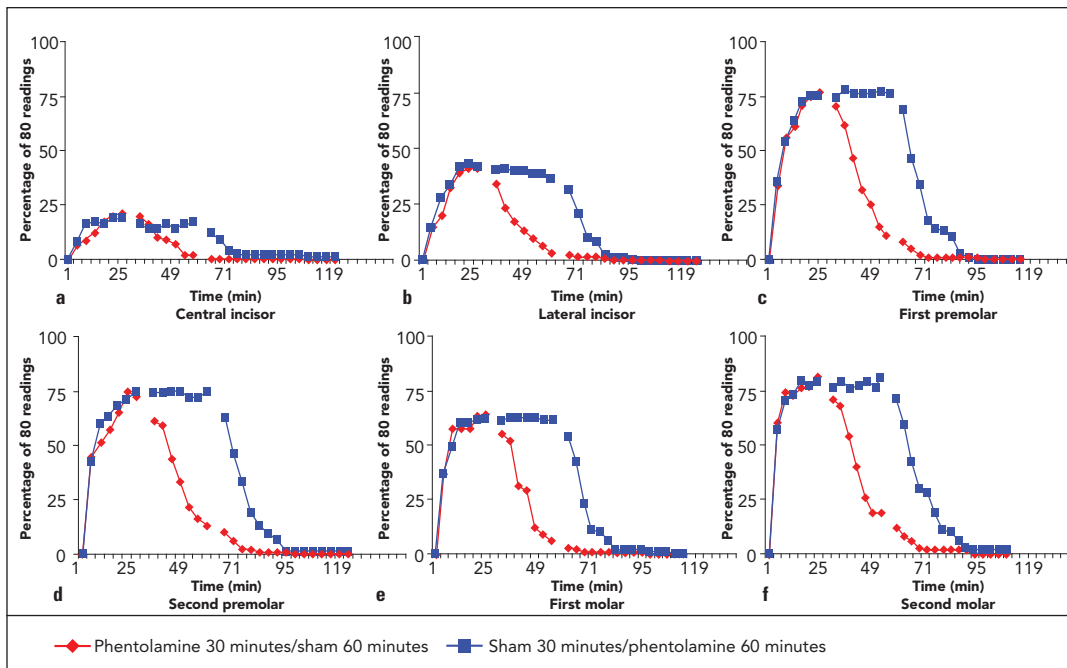 100
75
50
25
0
Percentage of 80 readings
1 25 49 71 95 119
Time (min)
a
Central incisor
100
75
50
25
0
Percentage of 80 readings
1 25 49 71 95 119
Time (min)
b
Lateral incisor
100
75
50
25
0
Percentage of 80 readings
1 25 49 71 95 119
Time (min)
c
First premolar
100
75
50
25
0
Percentage of 80 readings
1 25 49 71 95 119
Time (min)
d
Second premolar
100
75
50
25
0
Percentage of 80 readings
1 25 49 71 95 119
Time (min)
e
First molar
100
75
50
25
0
Percentage of 80 readings
1 25 49 71 95 119
Time (min)
f
Second molar
Phentolamine 30 minutes/sham 60 minutes
Sham 30 minutes/phentolamine 60 minutes